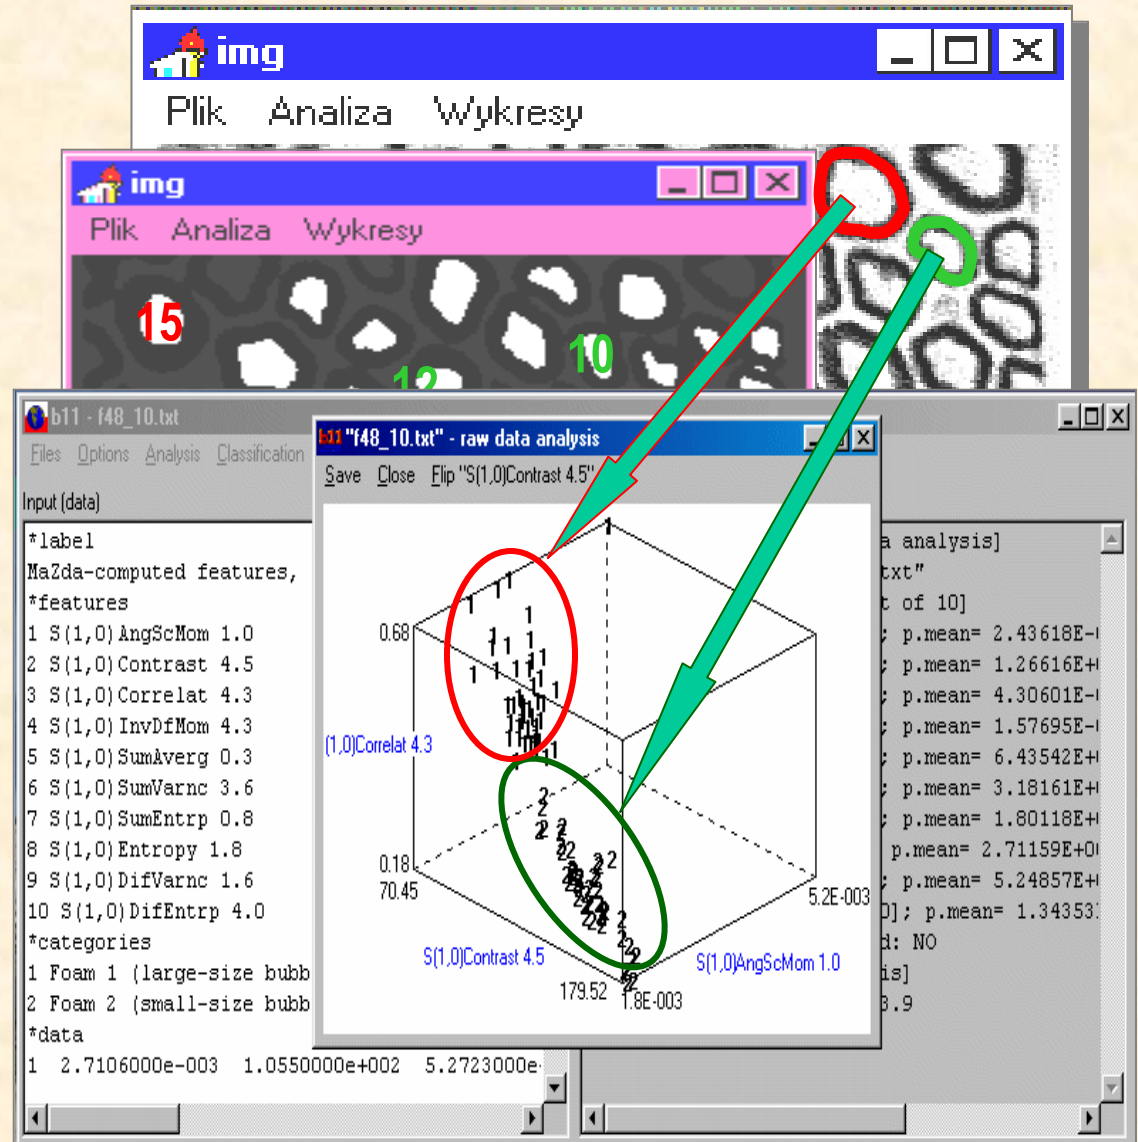 img
Plik Analiza Wykresy
img
Plik Analiza Wykresy
15
10
12
b11 - f48_10.txt
Files Options Analysis Classification
Input (data)
*label
MaZda-computed features,
*features
1 S(1,0)AngScMom 1.0
2 S(1,0)Contrast 4.5
3 S(1,0)Correlat 4.3
4 S(1,0)InvDfMom 4.3
5 S(1,0)SumAverg 0.3
6 S(1,0)SumVarnc 3.6
7 S(1,0)SumEntrp 0.8
8 S(1,0)Entropy 1.8
9 S(1,0)DifVarnc 1.6
10 S(1,0)DifEntrp 4.0
*categories
1 Foam 1 (large-size bubb
2 Foam 2 (small-size bubb
*data
1 2.7106000e-003 1.0550000e+002 5.2723000e-
b11 "f48_10.txt" - raw data analysis
Save Close Flip "S(1,0)Contrast 4.5"
0.68
(1,0)Correlat 4.3
0.18
70.45
S(1,0)Contrast 4.5
179.52
1.8E-003
S(1,0)AngScMom 1.0
5.2E-003
a analysis]
txt"
t of 10]
; p.mean= 2.43618E-
; p.mean= 1.26616E+
; p.mean= 4.30601E-
; p.mean= 1.57695E-
; p.mean= 6.43542E+
; p.mean= 3.18161E+
; p.mean= 1.80118E+
p.mean= 2.71159E+0
; p.mean= 5.24857E+
0]; p.mean= 1.34353
d: NO
is]
3.9